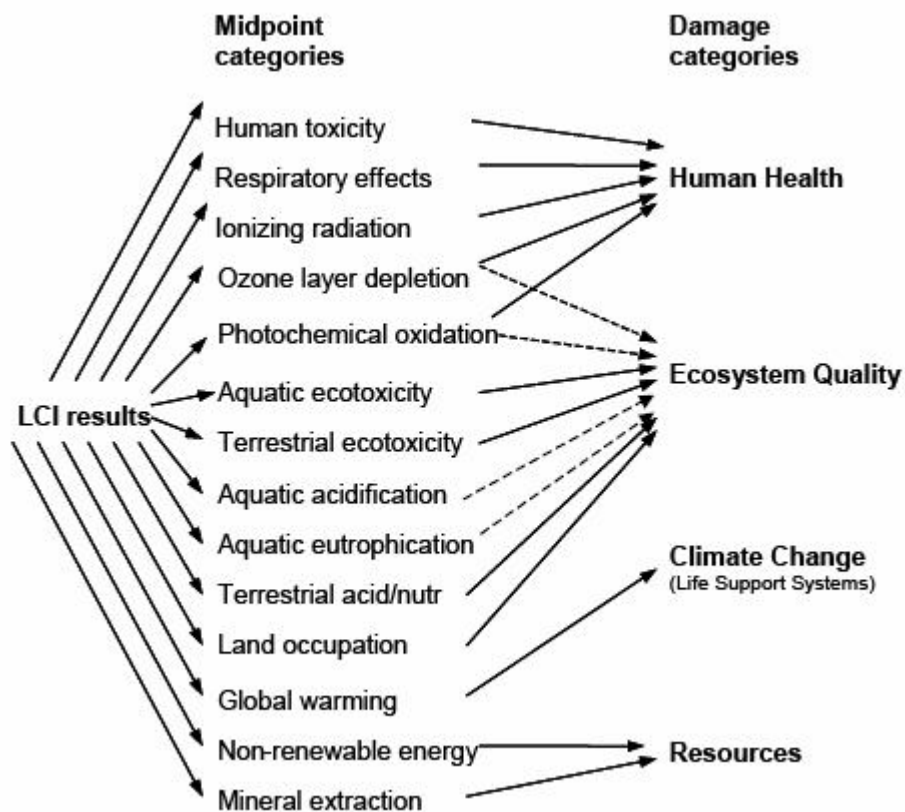 Midpoint
categories
Damage
categories
Human toxicity
Respiratory effects
Human Health
Ionizing radiation
Ozone layer depletion
Photochemical oxidation
Ecosystem Quality
Aquatic ecotoxicity
LCI results
Terrestrial ecotoxicity
Aquatic acidification
Aquatic eutrophication
Climate Change
(Life Support Systems)
Terrestrial acid/nutr
Land occupation
Global warming
Non-renewable energy
Resources
Mineral extraction